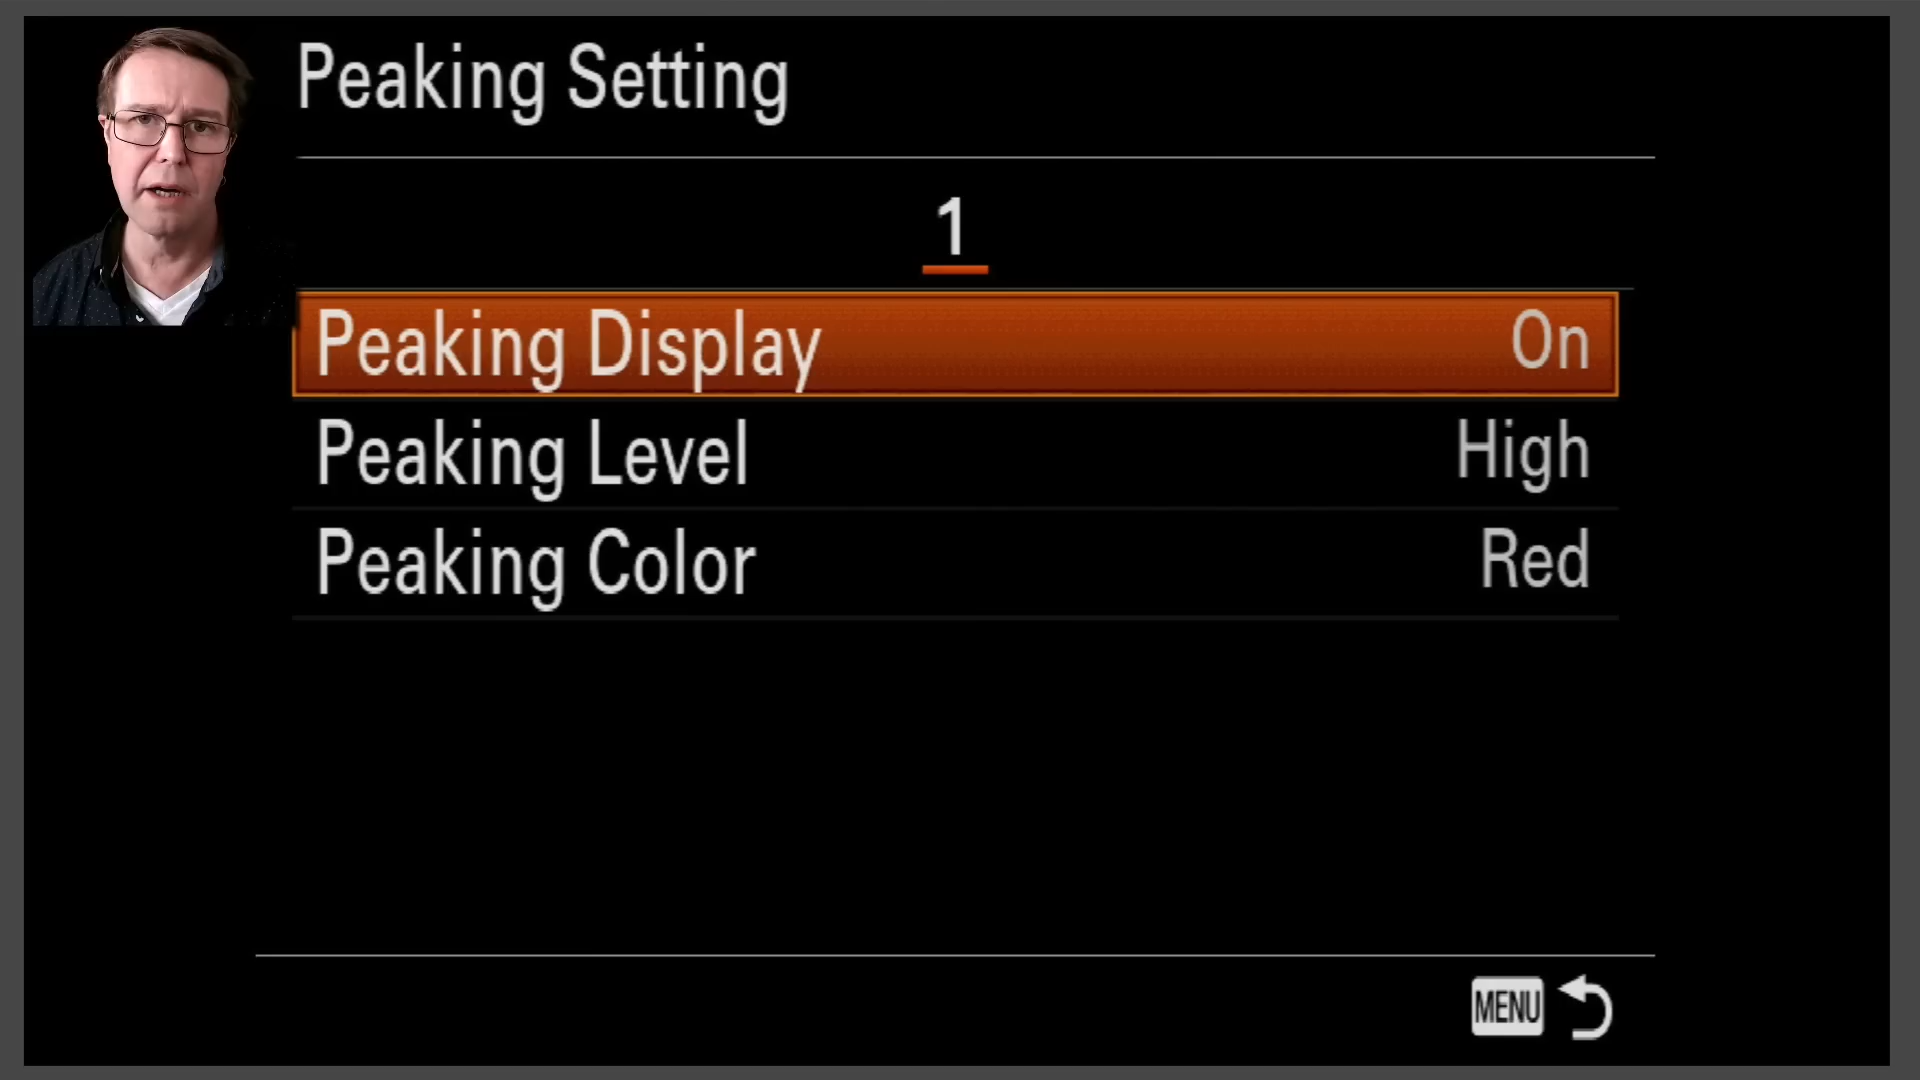 Peaking Setting
1
Peaking Display On
Peaking Level High
Peaking Color Red
MENU